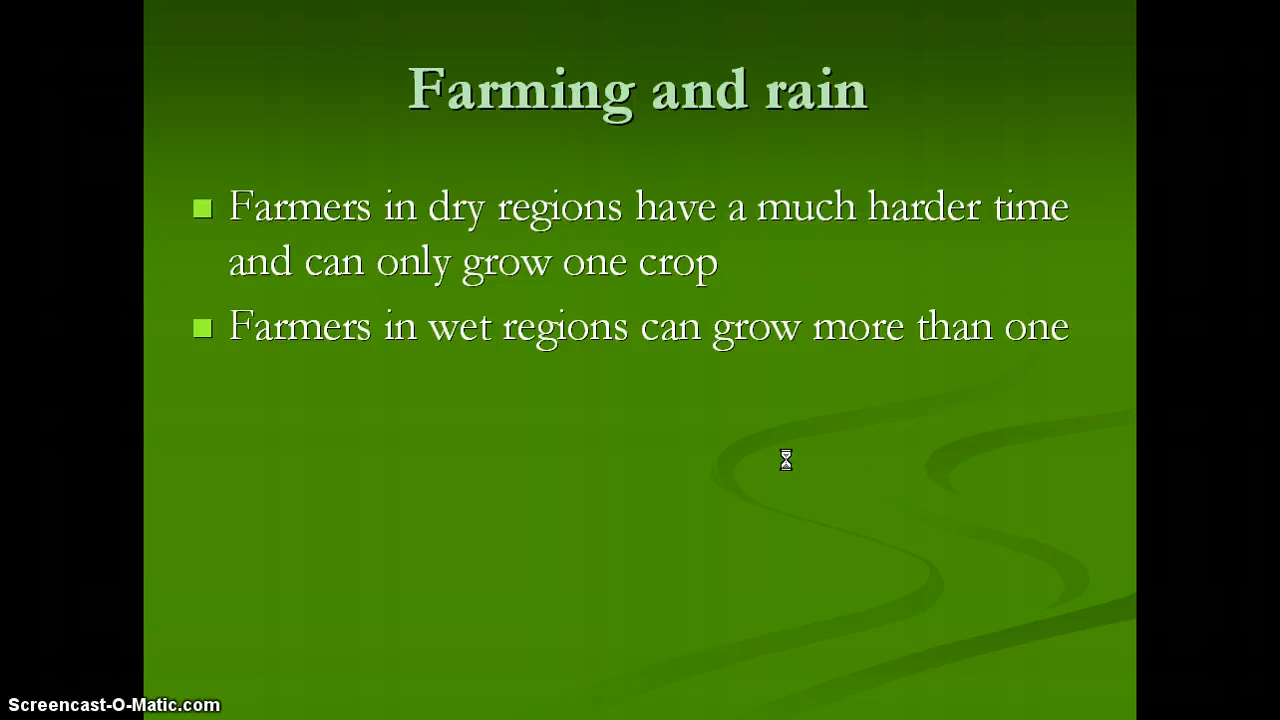 Farming and rain
Farmers in dry regions have a much harder time
and can only grow one crop
Farmers in wet regions can grow more than one
Screencast-O-Matic.com